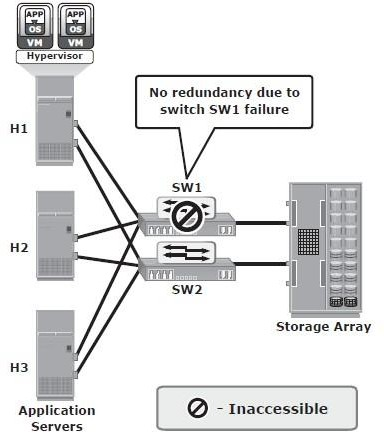 APP APP
OS OS
VM VM
Hypervisor
No redundancy due to
switch SW1 failure
H1
SW1
H2
SW2
Storage Array
H3
Application
Servers
- Inaccessible